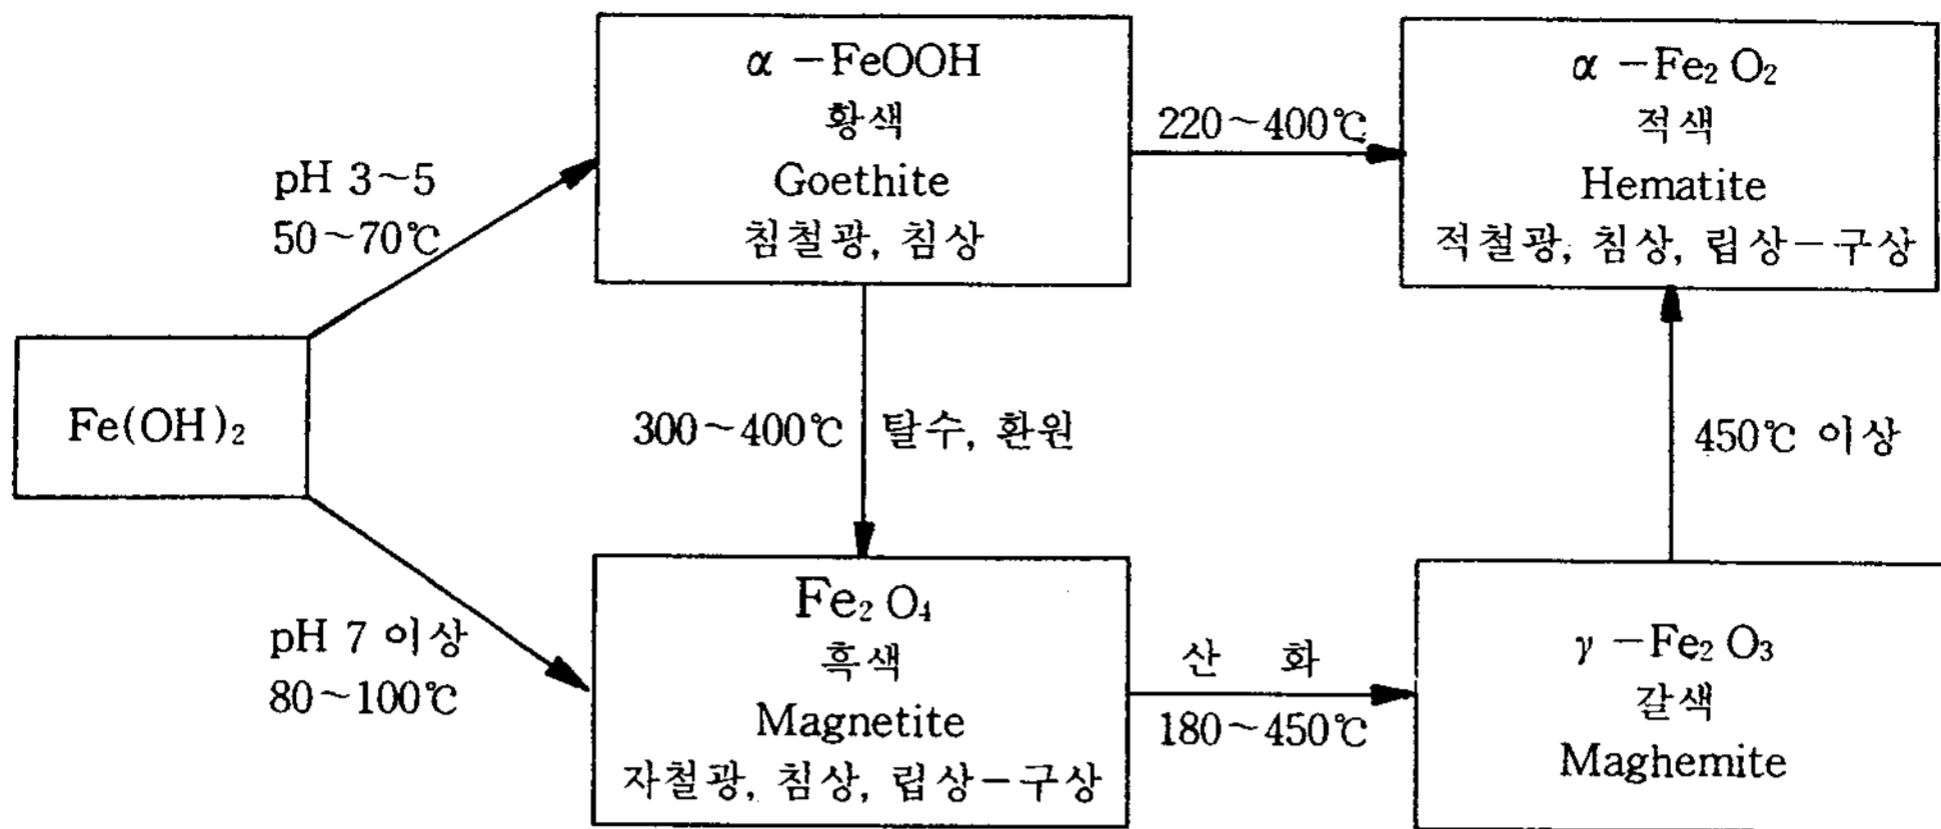 α －FeOOH
황색
Goethite
침철광, 침상
220～400℃
α －Fe₂ O₂
적색
Hematite
적철광, 침상, 립상－구상
pH 3～5
50～70℃
Fe(OH)₂
300～400℃ 탈수, 환원
450℃ 이상
pH 7 이상
80～100℃
Fe₂ O₄
흑색
Magnetite
자철광, 침상, 립상－구상
산 화
180～450℃
γ －Fe₂ O₃
갈색
Maghemite